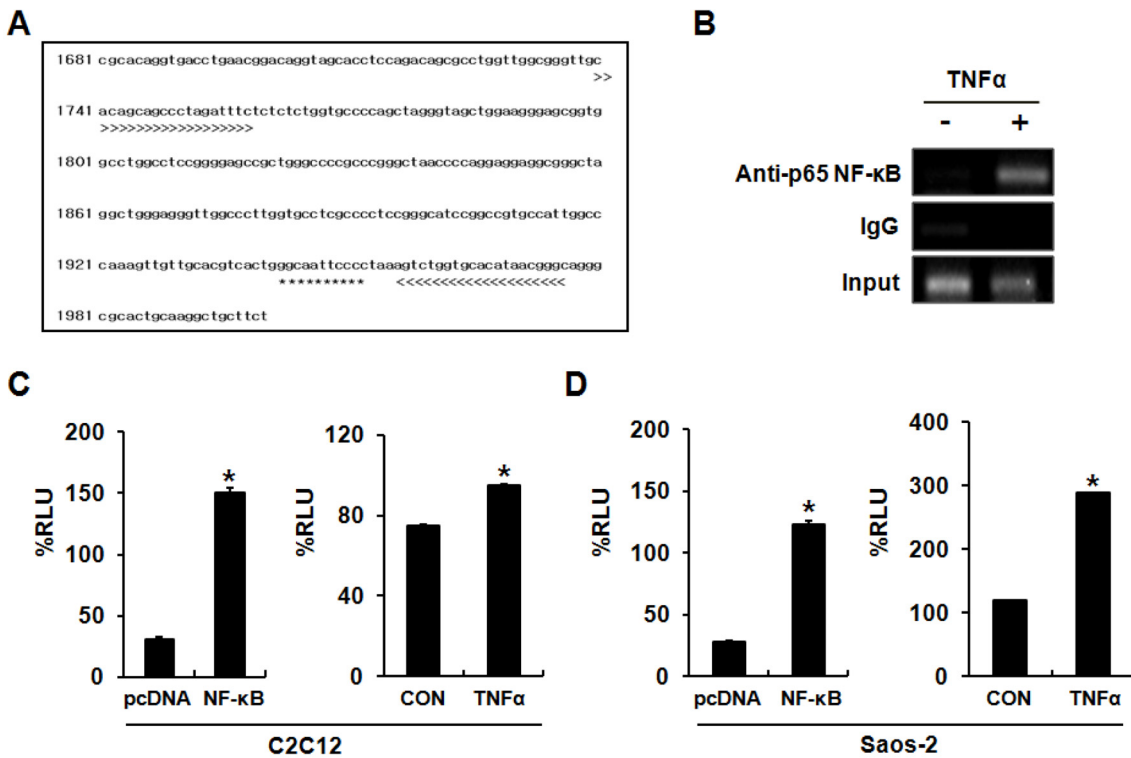 A
1681 cgcacaggtgacctgaacggacaggtagcacctccagacagcgcctggttggcgggttgc
>>
1741 acagcagccctagatttctctctctggtgccccagctagggtagctggaagggagcggtg
>>>>>>>>>>>>>>>>>>>
1801 gcctggcctccggggagccgctgggccccgcccgggctaaccccaggaggaggcgggcta
1861 ggctgggagggttggcccttggtgcctcgcccctccgggcatccggccgtgccattggcc
1921 caaagttgttgcacgtcactgggcaattcccctaaagtctggtgcacataacgggcaggg
********** <<<<<<<<<<<<<<<<<<<<
1981 cgcactgcaaggctgcttct
B
TNFα
- +
Anti-p65 NF-κB
IgG
Input
C
%RLU
200
150
100
50
0
pcDNA NF-κB
*
%RLU
120
80
40
0
CON TNFα
*
C2C12
D
%RLU
200
150
100
50
0
pcDNA NF-κB
*
%RLU
400
300
200
100
0
CON TNFα
*
Saos-2